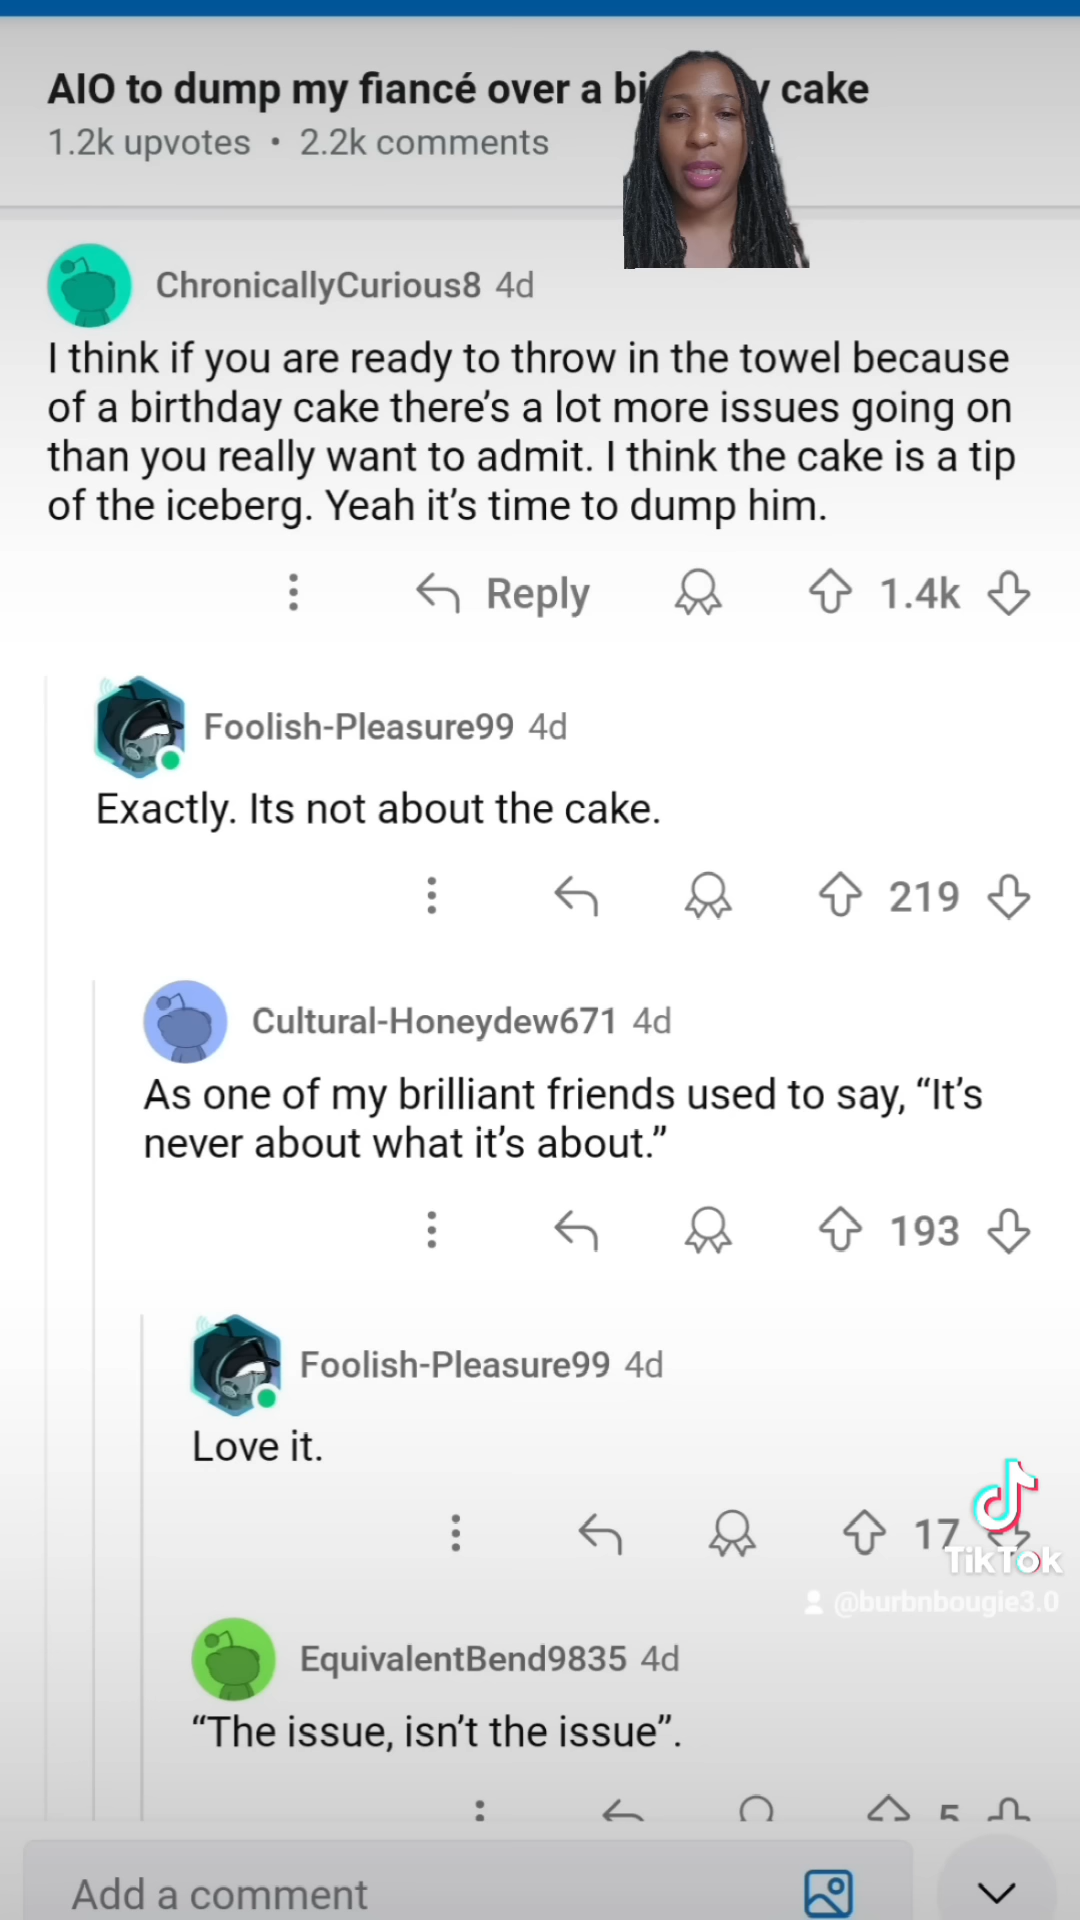 AIO to dump my fiancé over a bi y cake
1.2k upvotes • 2.2k comments
ChronicallyCurious8 4d
I think if you are ready to throw in the towel because
of a birthday cake there’s a lot more issues going on
than you really want to admit. I think the cake is a tip
of the iceberg. Yeah it’s time to dump him.
Reply 1.4k
Foolish-Pleasure99 4d
Exactly. Its not about the cake.
219
Cultural-Honeydew671 4d
As one of my brilliant friends used to say, “It’s
never about what it’s about.”
193
Foolish-Pleasure99 4d
Love it.
17
TikTok
@burbnbougie3.0
EquivalentBend9835 4d
“The issue, isn’t the issue”.
5
Add a comment